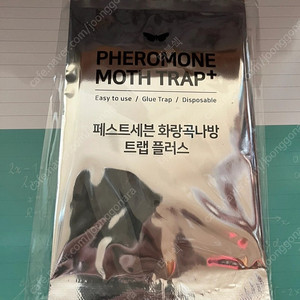 PHEROMONE
MOTH TRAP+
Easy to use / Glue Trap / Disposable
페스트세븐 화랑곡나방
트랩 플러스